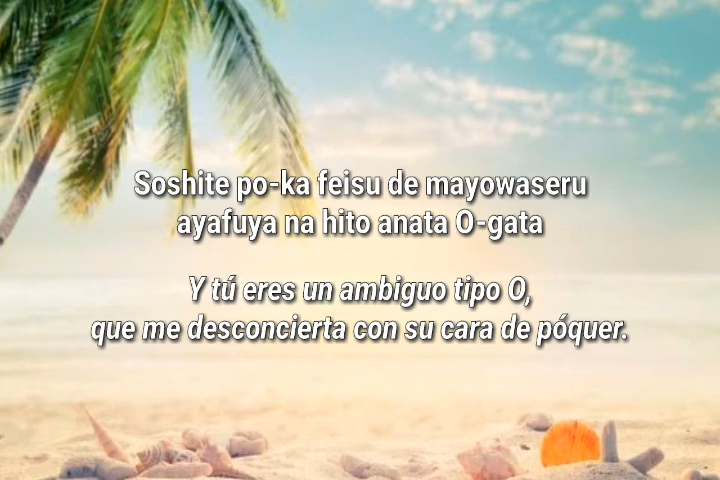 Soshite po-ka feisu de mayowaseru
ayafuya na hito anata O-gata
Y tú eres un ambiguo tipo O,
que me desconcierta con su cara de póquer.